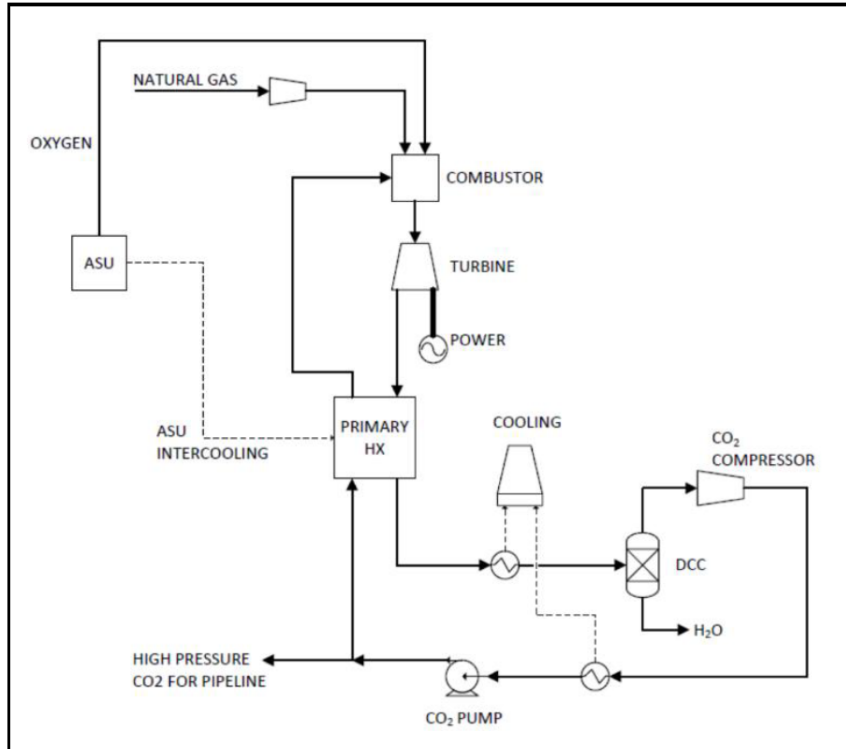 NATURAL GAS
OXYGEN
COMBUSTOR
ASU
TURBINE
POWER
ASU
INTERCOOLING
PRIMARY
HX
COOLING
CO₂
COMPRESSOR
DCC
H₂O
HIGH PRESSURE
CO2 FOR PIPELINE
CO₂ PUMP